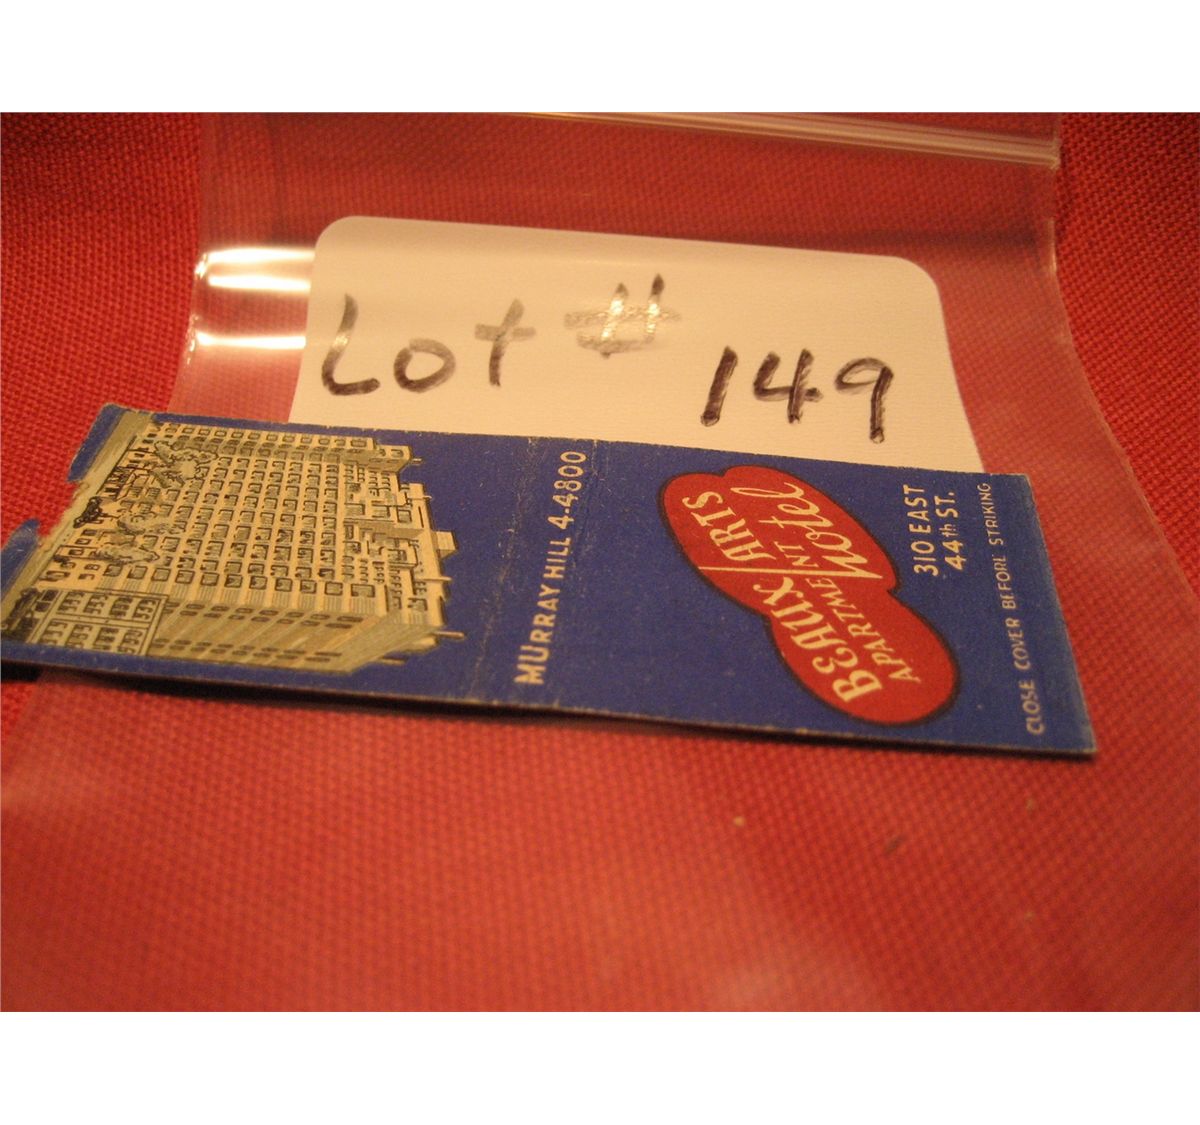 Lot # 149
MURRAY HILL 4-4800
BEAUX ARTS
APARTMENT Hotel
310 EAST
44th ST.
CLOSE COVER BEFORE STRIKING